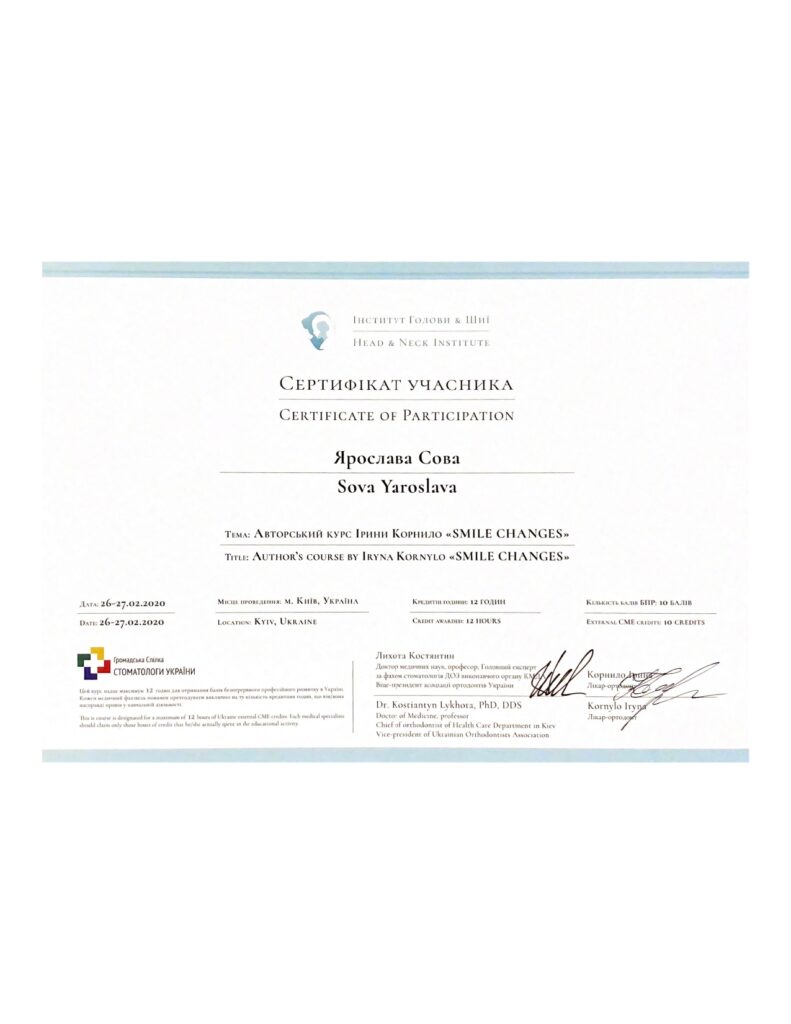 Інститут Голови & Шиї
Head & Neck Institute
Сертифікат учасника
Certificate of Participation
Ярослава Сова
Sova Yaroslava
Тема: Авторський курс Ірини Корнило «SMILE CHANGES»
Title: Author's course by Iryna Kornylo «SMILE CHANGES»
Дата: 26-27.02.2020
Date: 26-27.02.2020
Місце проведення: м. Київ, Україна
Location: Kyiv, Ukraine
Кредитні години: 12 годин
Credit awarded: 12 hours
Кількість балів БПР: 10 балів
External CME credits: 10 credits
Громадська Спілка
СТОМАТОЛОГИ УКРАЇНИ
Цей курс надає максимум 12 годин для отримання балів безперервного професійного розвитку в Україні.
Кожен медичний фахівець повинен претендувати виключно на ту кількість кредитних годин, що він/вона
насправді провели у навчальній діяльності.
This is course is designated for a maximum of 12 hours of Ukraine external CME credits. Each medical specialists
should claim only those hours of credit that he/she actually spent in the educational activity.
Лихота Костянтин
Доктор медичних наук, професор, Головний експерт
за фахом стоматологія ДОЗ виконавчого органу
Віце-президент асоціації ортодонтів України
Dr. Kostiantyn Lykhota, PhD, DDS
Doctor of Medicine, professor
Chief of orthodontist of Health Care Department in Kiev
Vice-president of Ukrainian Orthodontists Association
Корнило Ірина
Лікар-ортодонт
Kornylo Iryna
Лікар-ортодонт